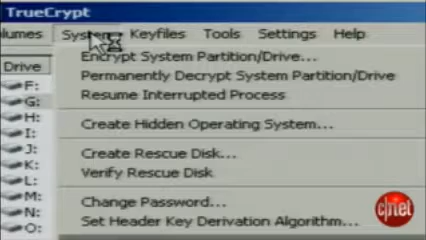 TrueCrypt
olumes System Keyfiles Tools Settings Help
Drive
Encrypt System Partition/Drive...
Permanently Decrypt System Partition/Drive
Resume Interrupted Process
Create Hidden Operating System...
Create Rescue Disk...
Verify Rescue Disk
Change Password...
Set Header Key Derivation Algorithm...
F:
G:
H:
I:
J:
K:
L:
M:
N:
O:
c|net